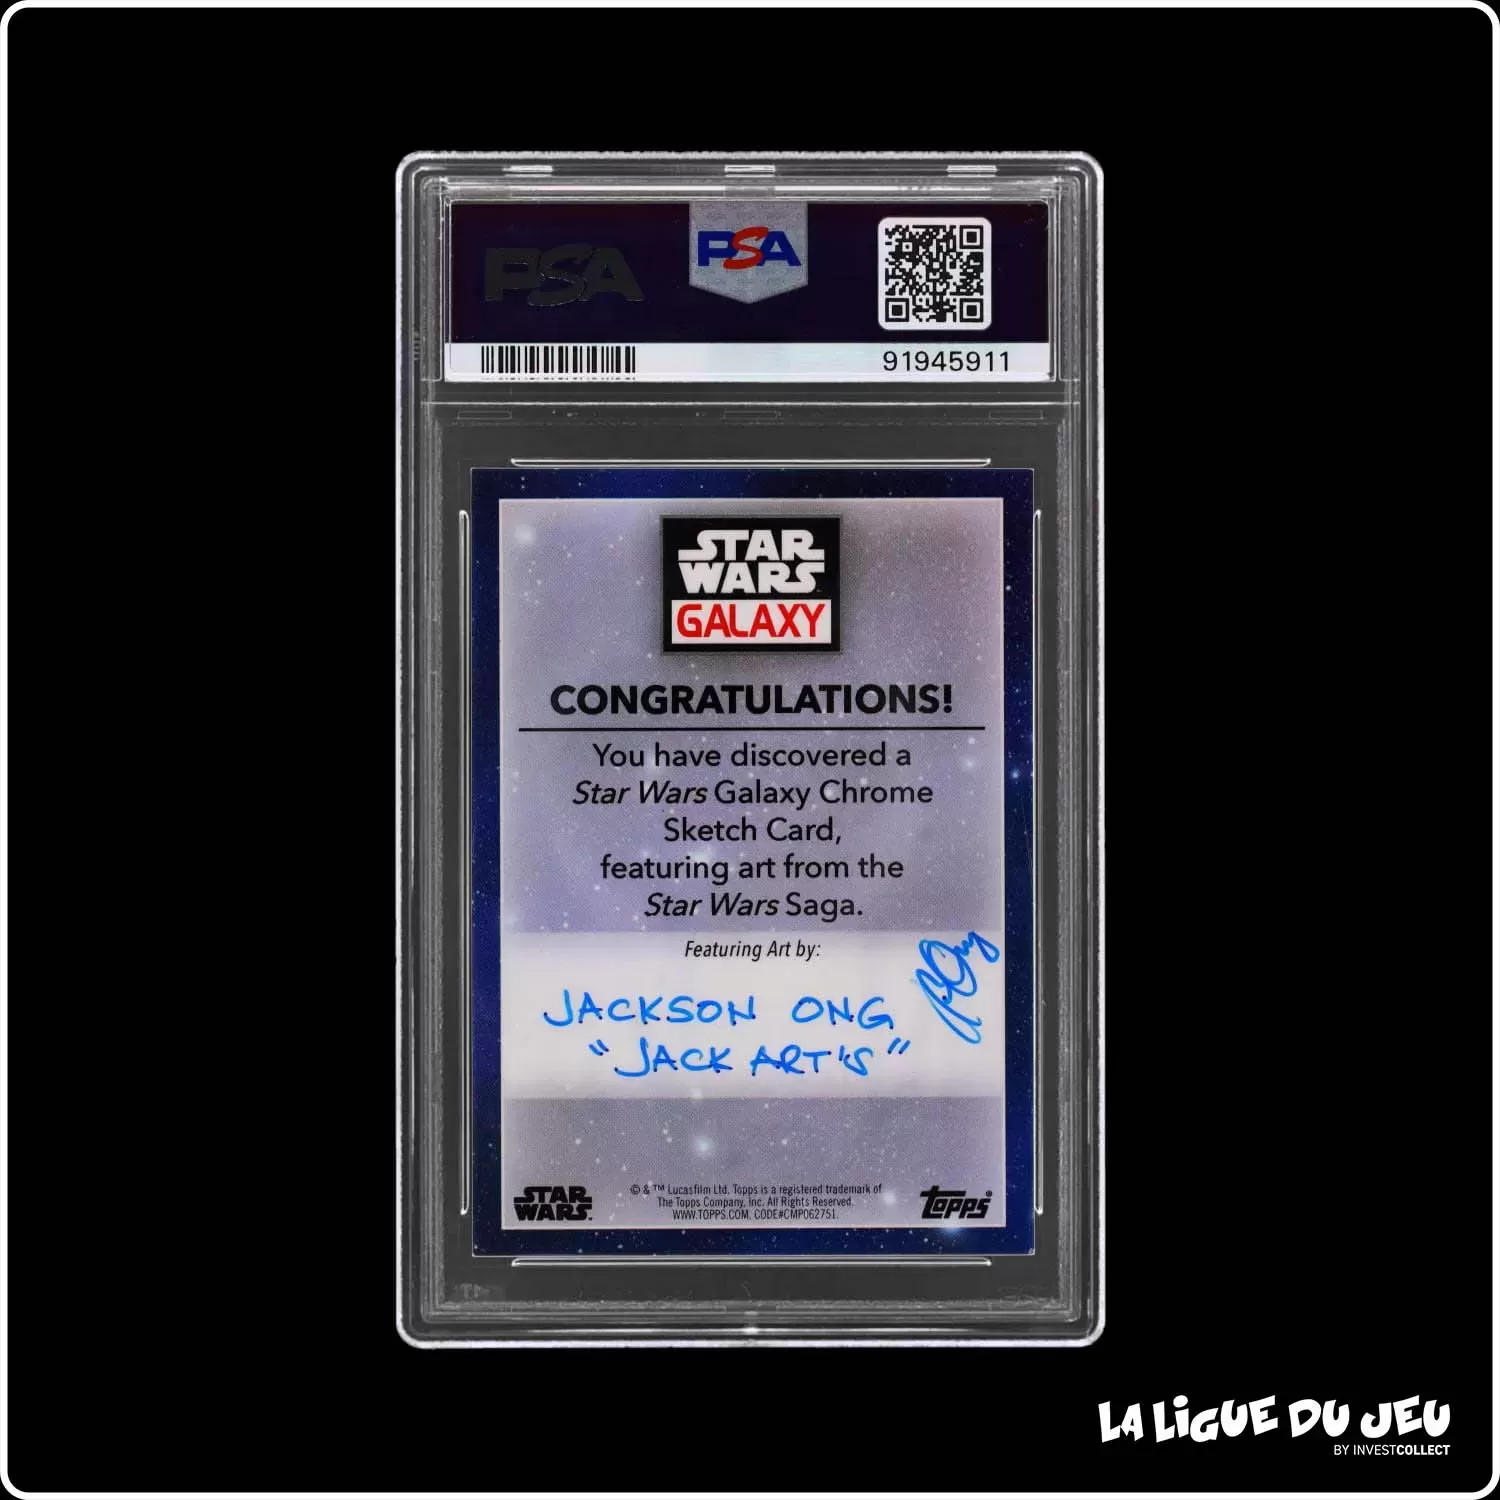 PSA
PSA
91945911
STAR
WARS
GALAXY
CONGRATULATIONS!
You have discovered a
Star Wars Galaxy Chrome
Sketch Card,
featuring art from the
Star Wars Saga.
Featuring Art by:
JACKSON ONG
"JACK ART'S"
© & ™ Lucasfilm Ltd. Topps is a registered trademark of
The Topps Company, Inc. All Rights Reserved.
WWW.TOPPS.COM. CODE#CMP062751.
STAR
WARS.
topps®
LA LIGUE DU JEU
BY INVESTCOLLECT